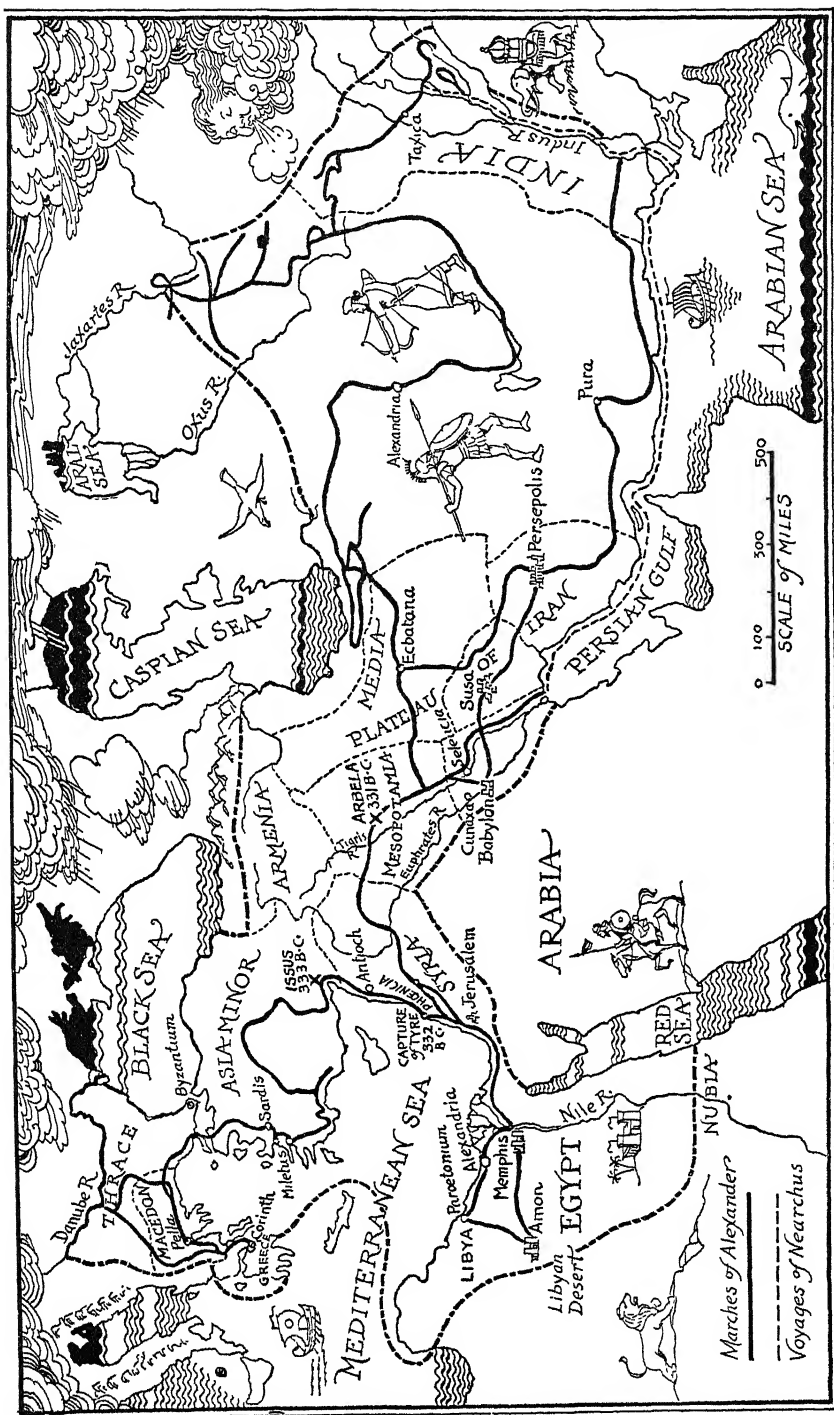 Danube R.
THRACE
MACEDON
Pella
GREECE
Corinth
BLACK SEA
Byzantium
ASIA MINOR
Sardis
Miletus
MEDITERRANEAN SEA
ISSUS
333 B.C.
Antioch
PHOENICIA
SYRIA
CAPTURE
of TYRE
332
B.C.
Jerusalem
Paroetonium
Alexandria
LIBYA
Memphis
Amon
Libyan
Desert
EGYPT
Nile R.
NUBIA
RED
SEA
ARABIA
ARMENIA
CASPIAN SEA
ARBELA
331 B.C.
Tigris
R.
MESOPOTAMIA
Euphrates R.
Cunaxa
Babylon
Seleucia
MEDIA
Ecbatana
PLATEAU
OF
IRAN
Susa
Persepolis
PERSIAN GULF
ARAL
SEA
Jaxartes R.
Oxus R.
Alexandria
Pura
INDIA
Taxica
Indus R.
ARABIAN SEA
Marches of Alexander
Voyages of Nearchus
0 100 300 500
SCALE of MILES